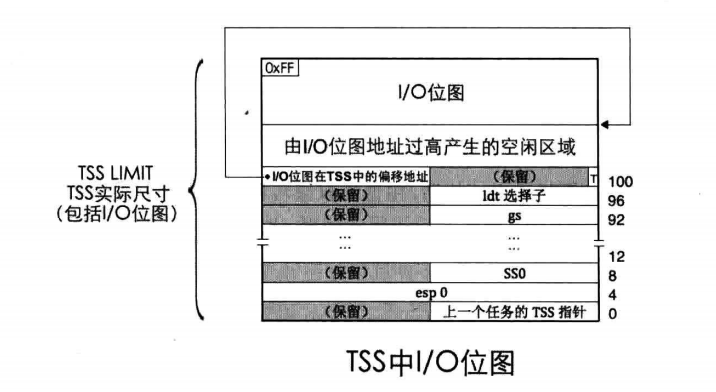 0xFF
I/O位图
由I/O位图地址过高产生的空闲区域
I/O位图在TSS中的偏移地址 (保留) T 100
(保留) ldt 选择子 96
(保留) gs 92
... ...
12
(保留) SS0 8
esp 0 4
(保留) 上一个任务的 TSS 指针 0
TSS LIMIT
TSS实际尺寸
(包括I/O位图)
TSS中I/O位图